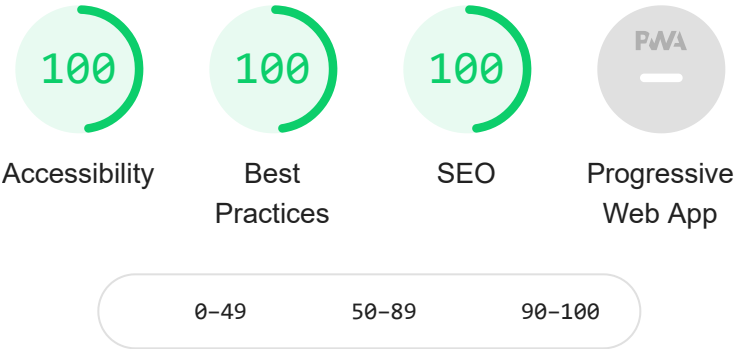 100 100 100 PWA
Accessibility Best Practices SEO Progressive Web App
0–49 50–89 90–100